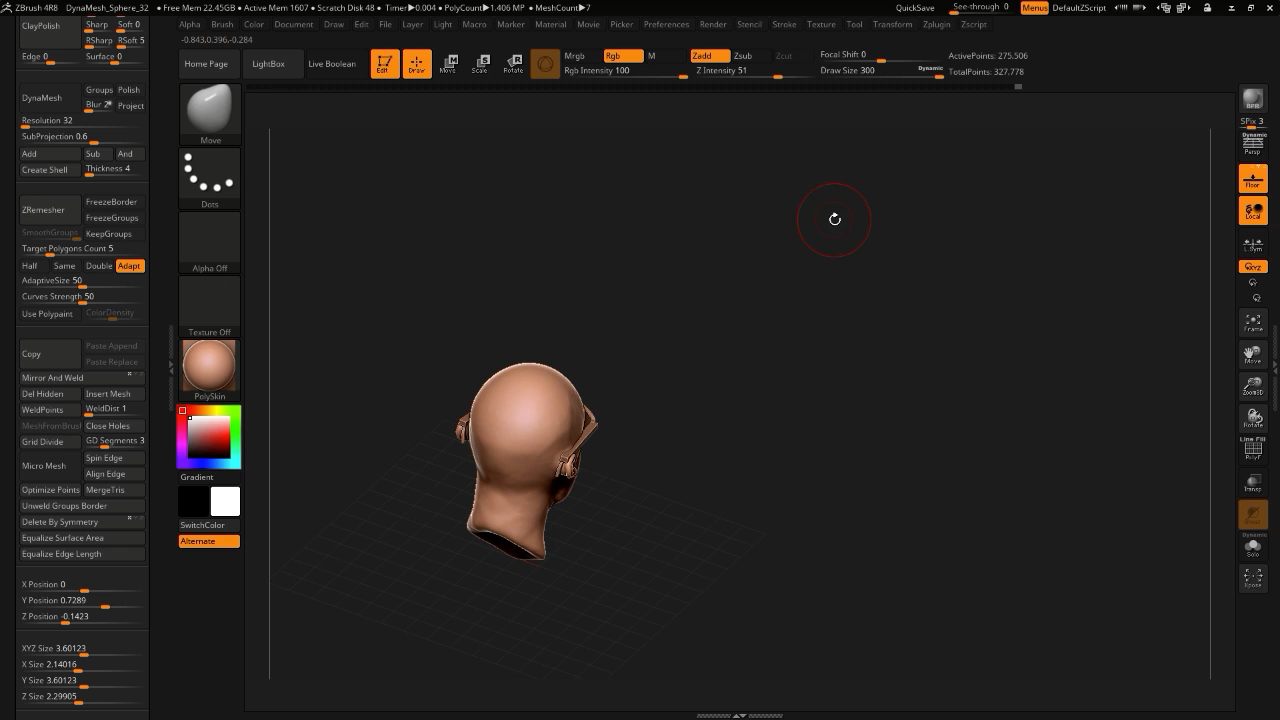 ZBrush 4R8 DynaMesh_Sphere_32 • Free Mem 22.45GB • Active Mem 1607 • Scratch Disk 48 • Timer▶0.004 • PolyCount▶1.406 MP • MeshCount▶7 QuickSave See-through 0 Menus DefaultZScript
Alpha Brush Color Document Draw Edit File Layer Light Macro Marker Material Movie Picker Preferences Render Stencil Stroke Texture Tool Transform Zplugin Zscript
-0.843,0.396,-0.284
Home Page LightBox Live Boolean Edit Draw Move Scale Rotate
Mrgb Rgb M Zadd Zsub Zcut Focal Shift 0 ActivePoints: 275,506
Rgb Intensity 100 Z Intensity 51 Draw Size 300 Dynamic TotalPoints: 327,778
ClayPolish Sharp Soft 0
RSharp RSoft 5
Edge 0 Surface 0
DynaMesh Groups Polish
Blur 2 Project
Resolution 32
SubProjection 0.6
Add Sub And
Create Shell Thickness 4
ZRemesher FreezeBorder
FreezeGroups
SmoothGroups KeepGroups
Target Polygons Count 5
Half Same Double Adapt
AdaptiveSize 50
Curves Strength 50
Use Polypaint ColorDensity
Copy Paste Append
Paste Replace
Mirror And Weld
Del Hidden Insert Mesh
WeldPoints WeldDist 1
MeshFromBrush Close Holes
Grid Divide GD Segments 3
Micro Mesh Spin Edge
Align Edge
Optimize Points MergeTris
Unweld Groups Border
Delete By Symmetry
Equalize Surface Area
Equalize Edge Length
X Position 0
Y Position 0.7289
Z Position -0.1423
XYZ Size 3.60123
X Size 2.14016
Y Size 3.60123
Z Size 2.29905
Move
Dots
Alpha Off
Texture Off
PolySkin
Gradient
SwitchColor
Alternate
BPR
SPix 3
Dynamic
Persp
Floor
Local
L.Sym
XYZ
Frame
Move
Zoom3D
Rotate
Line Fill
PolyF
Transp
Dynamic
Solo
Xpose